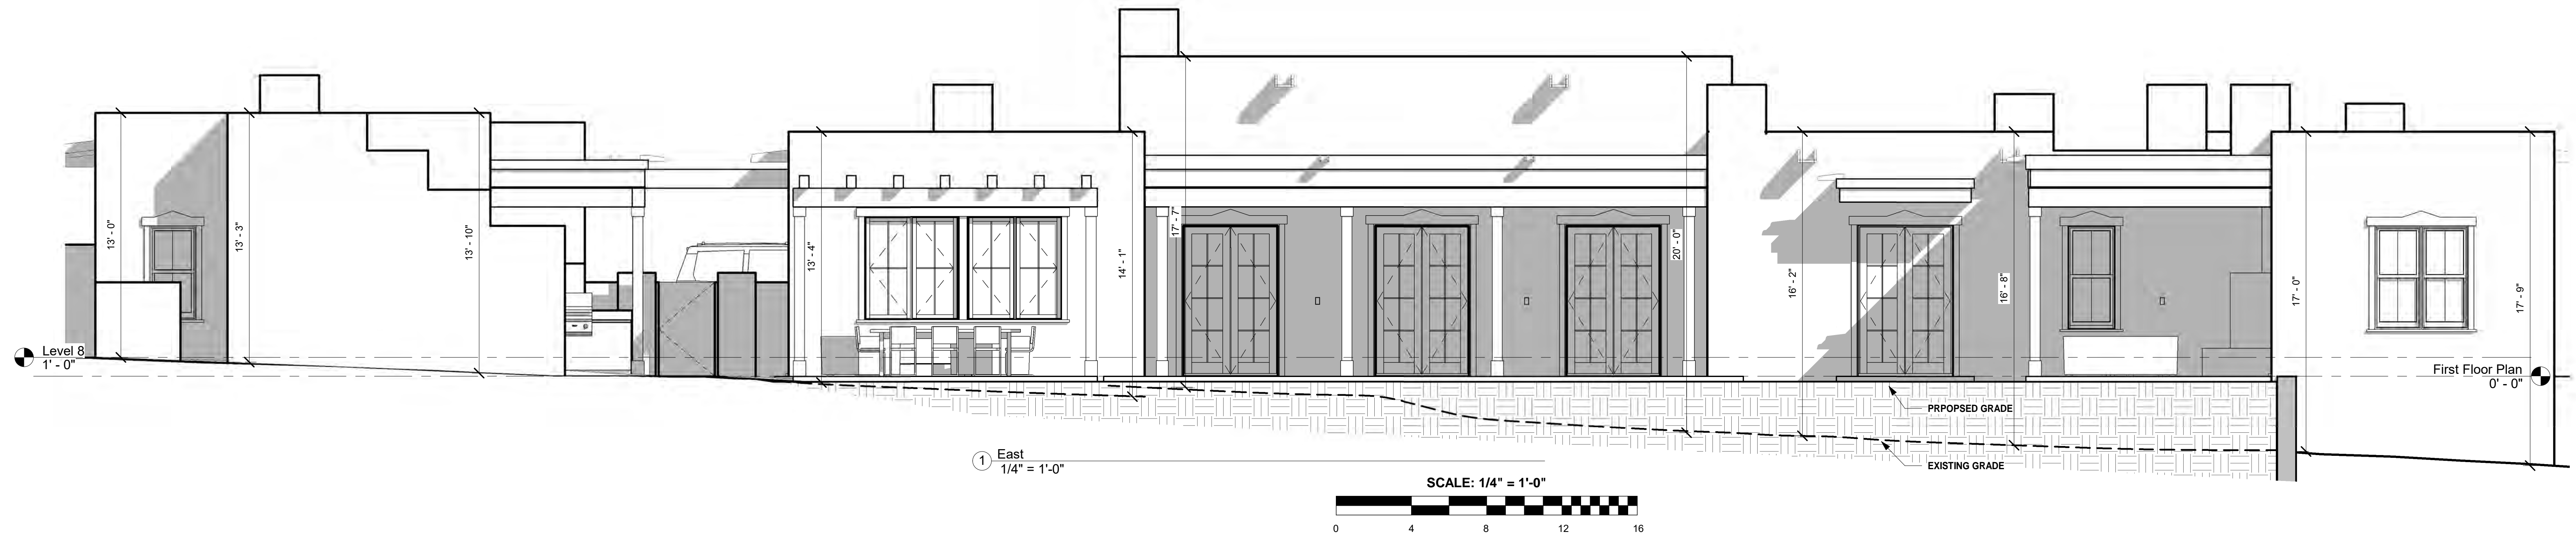 13' - 0"
13' - 3"
13' - 10"
13' - 4"
14' - 1"
17' - 7"
20' - 0"
16' - 2"
16' - 8"
17' - 0"
17' - 9"
Level 8
1' - 0"
First Floor Plan
0' - 0"
PRPOPSED GRADE
EXISTING GRADE
1
East
1/4" = 1'-0"
SCALE: 1/4" = 1'-0"
0 4 8 12 16